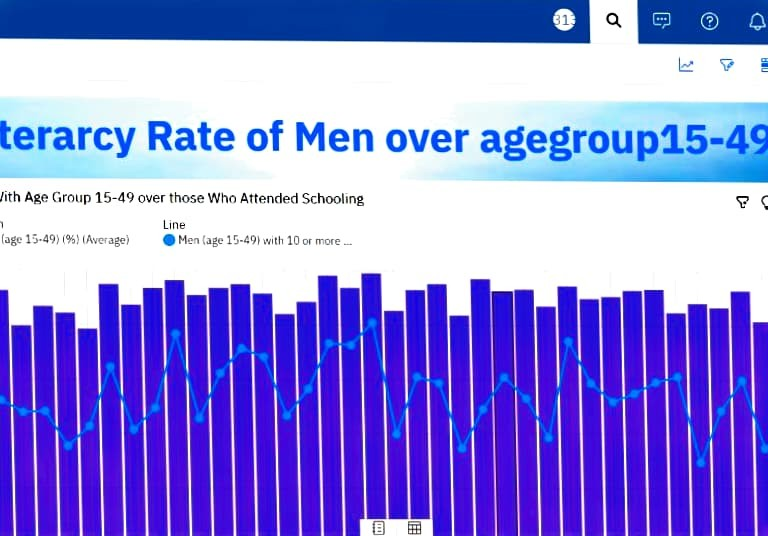 313
terarcy Rate of Men over agegroup15-49
With Age Group 15-49 over those Who Attended Schooling
Line
(age 15-49) (%) (Average)
Men (age 15-49) with 10 or more ...